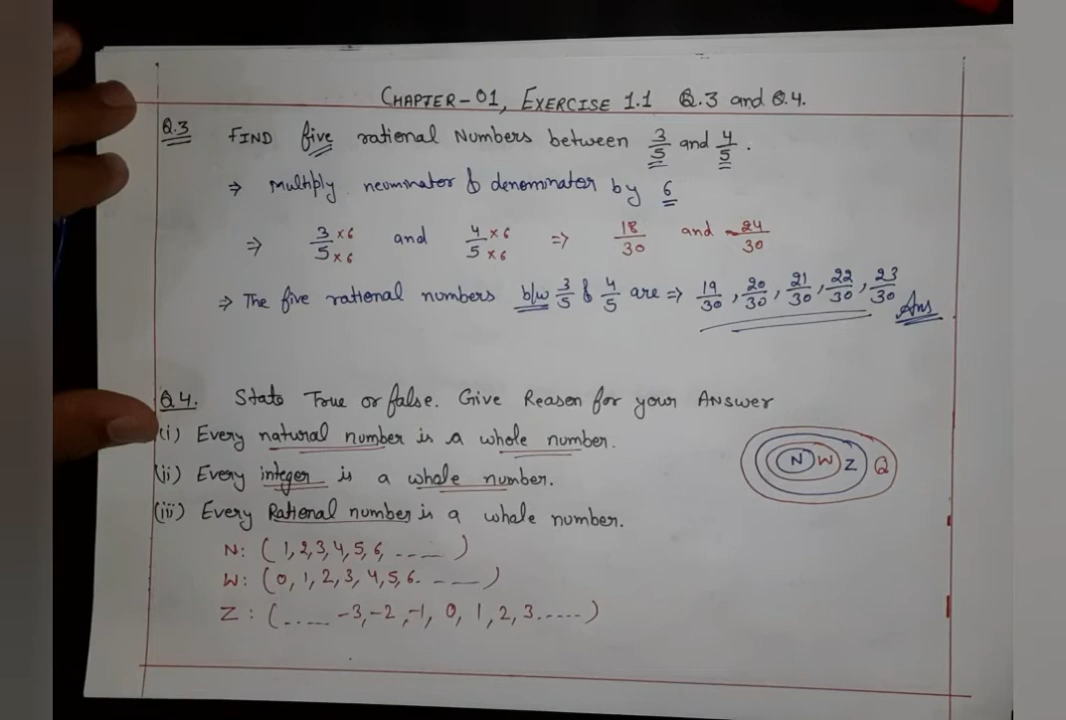 CHAPTER-01, EXERCISE 1.1 Q.3 and Q.4.
Q.3 FIND five rational Numbers between 3/5 and 4/5.
⇒ Multiply neominator & denominator by 6
⇒ 3×6/5×6 and 4×6/5×6 ⇒ 18/30 and 24/30
⇒ The five rational numbers b/w 3/5 & 4/5 are ⇒ 19/30, 20/30, 21/30, 22/30, 23/30 Ans
Q.4. State True or false. Give Reason for your Answer
(i) Every natural number is a whole number.
N W Z Q
(ii) Every integer is a whole number.
(iii) Every Rational number is a whole number.
N: (1,2,3,4,5,6, ....)
W: (0,1,2,3,4,5,6. ....)
Z: (..... -3,-2,-1, 0, 1, 2, 3.....)